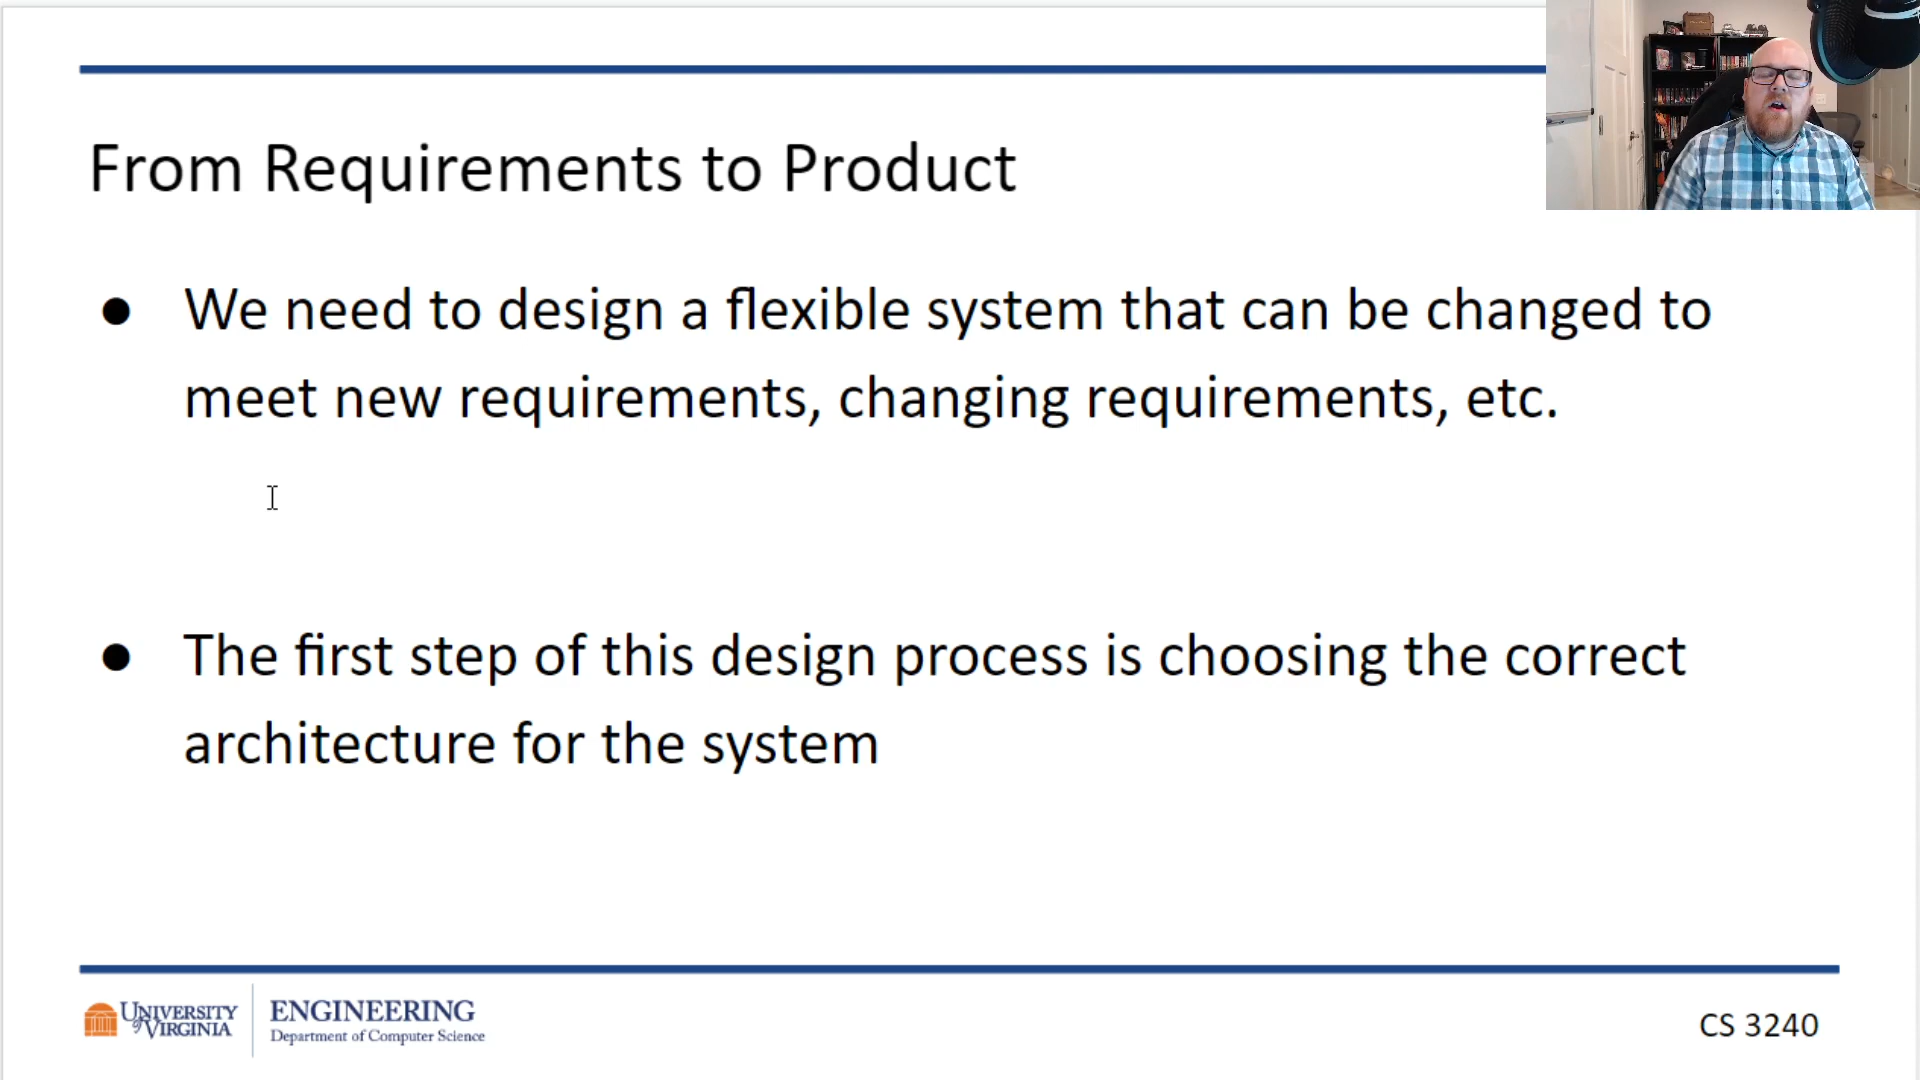 From Requirements to Product
● We need to design a flexible system that can be changed to
meet new requirements, changing requirements, etc.
● The first step of this design process is choosing the correct
architecture for the system
UNIVERSITY
of VIRGINIA
ENGINEERING
Department of Computer Science
CS 3240